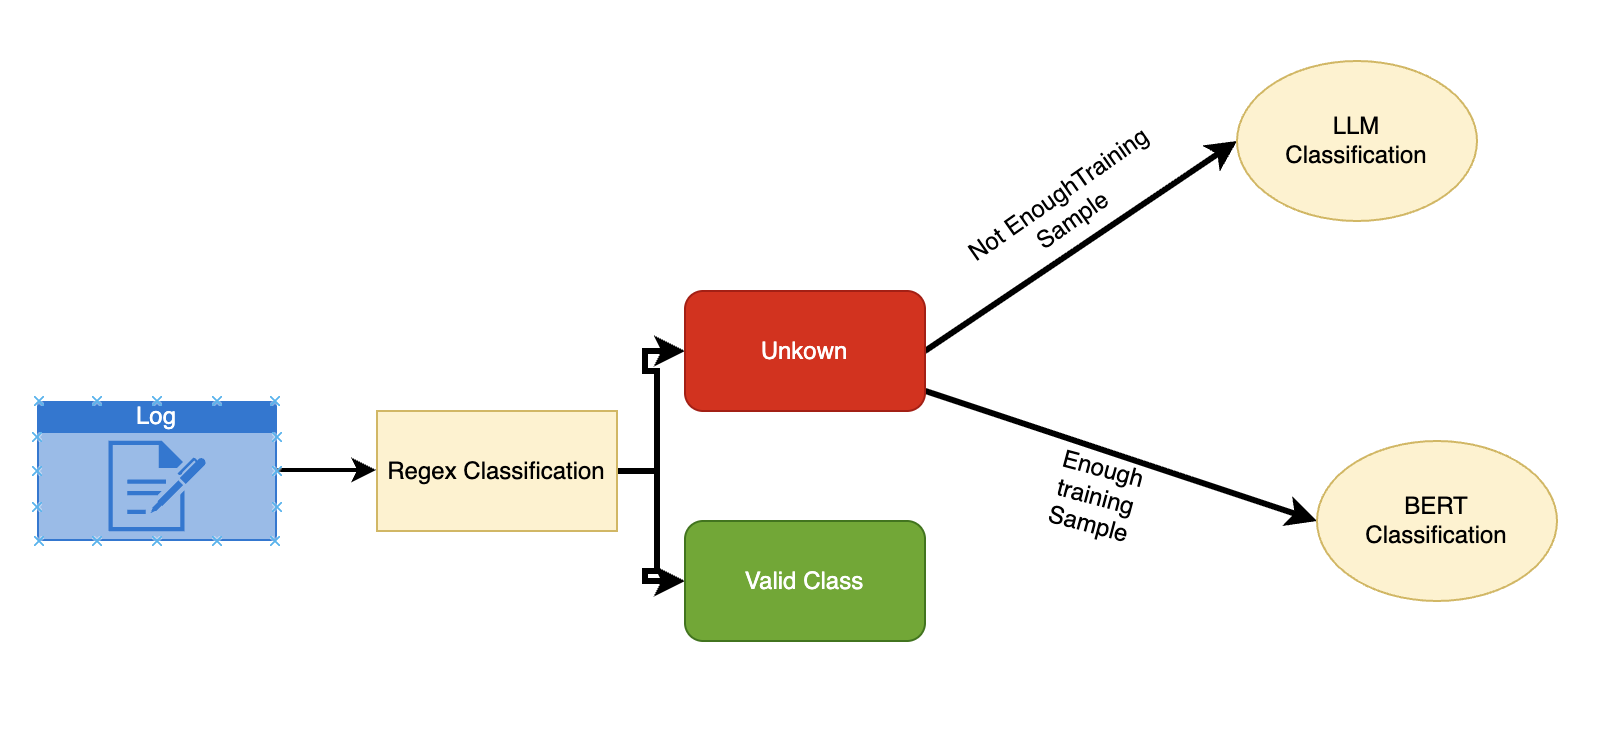 LLM
Classification
Not EnoughTraining
Sample
Unkown
Log
Regex Classification
Enough
training
Sample
BERT
Classification
Valid Class